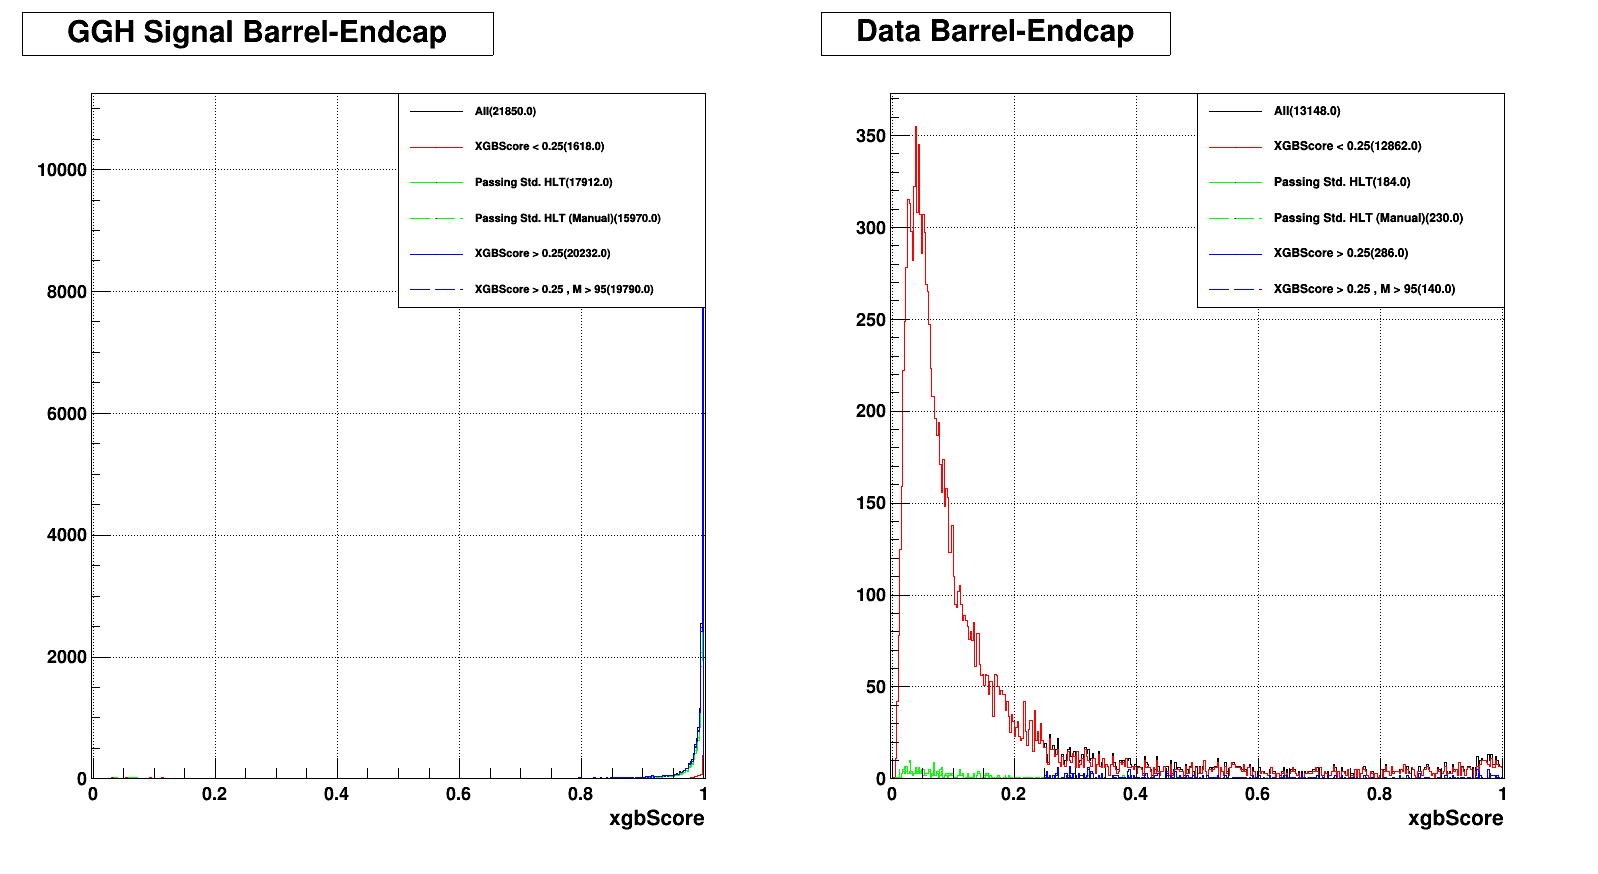 GGH Signal Barrel-Endcap
All(21850.0)
XGBScore < 0.25(1618.0)
Passing Std. HLT(17912.0)
Passing Std. HLT (Manual)(15970.0)
XGBScore > 0.25(20232.0)
XGBScore > 0.25 , M > 95(19790.0)
10000
8000
6000
4000
2000
0
0 0.2 0.4 0.6 0.8 1
xgbScore
Data Barrel-Endcap
All(13148.0)
XGBScore < 0.25(12862.0)
Passing Std. HLT(184.0)
Passing Std. HLT (Manual)(230.0)
XGBScore > 0.25(286.0)
XGBScore > 0.25 , M > 95(140.0)
350
300
250
200
150
100
50
0
0 0.2 0.4 0.6 0.8 1
xgbScore